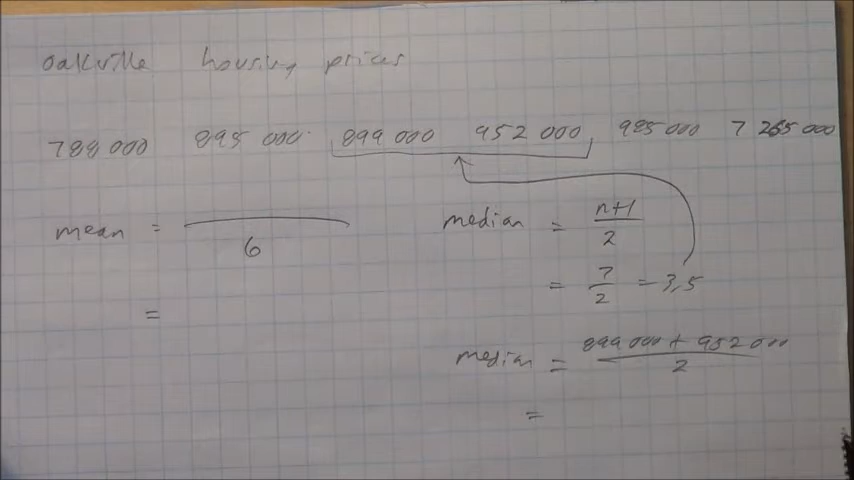 oakville housing prices
788 000 895 000 899 000 952 000 985 000 7 265 000
mean = 
6
=
median = n+1
2
= 7/2 = 3,5
median = 899 000 + 952 000
2
=